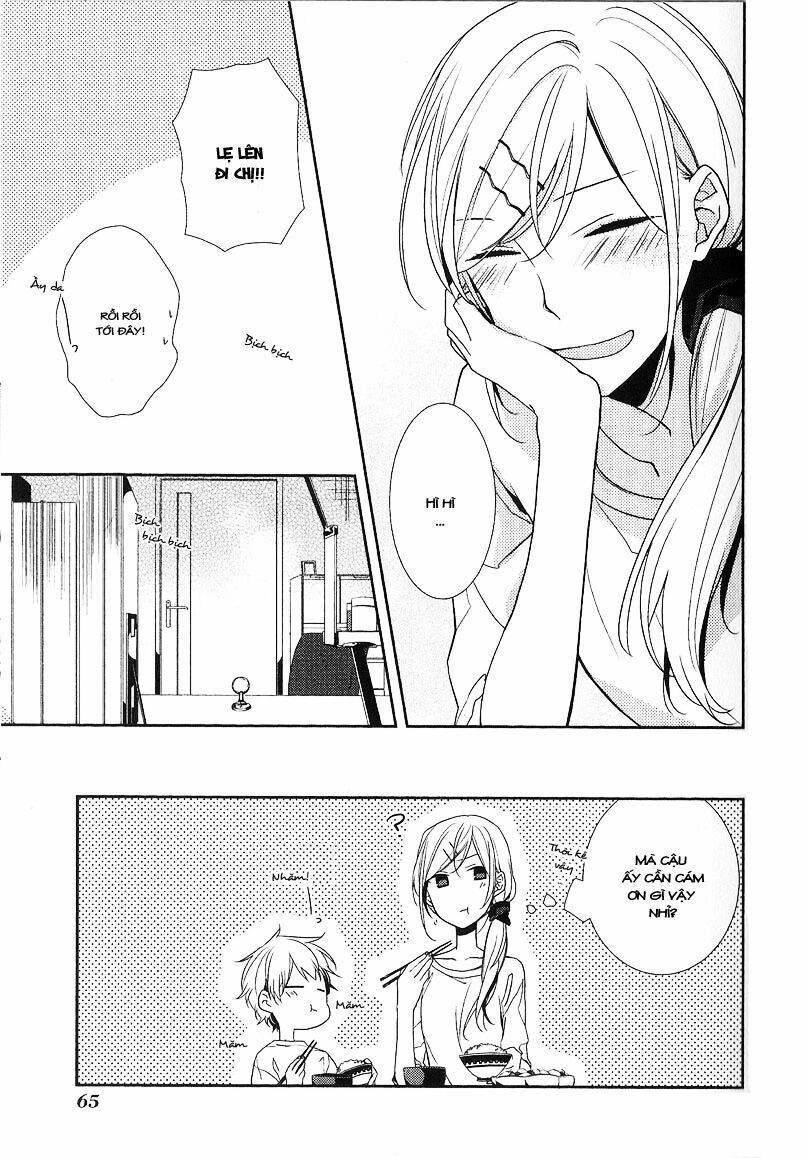 HÌ HÌ
...
LẸ LÊN
ĐI CHỊ!!
Ầy da
RỒI RỒI
TỚI ĐÂY!
Bịch bịch
Bịch
bịch bịch
MÀ CẬU
ẤY CẦN CÁM
ƠN GÌ VẬY
NHỈ?
Thôi kệ
vậy...
?
Nhăm!
Măm
Măm
65